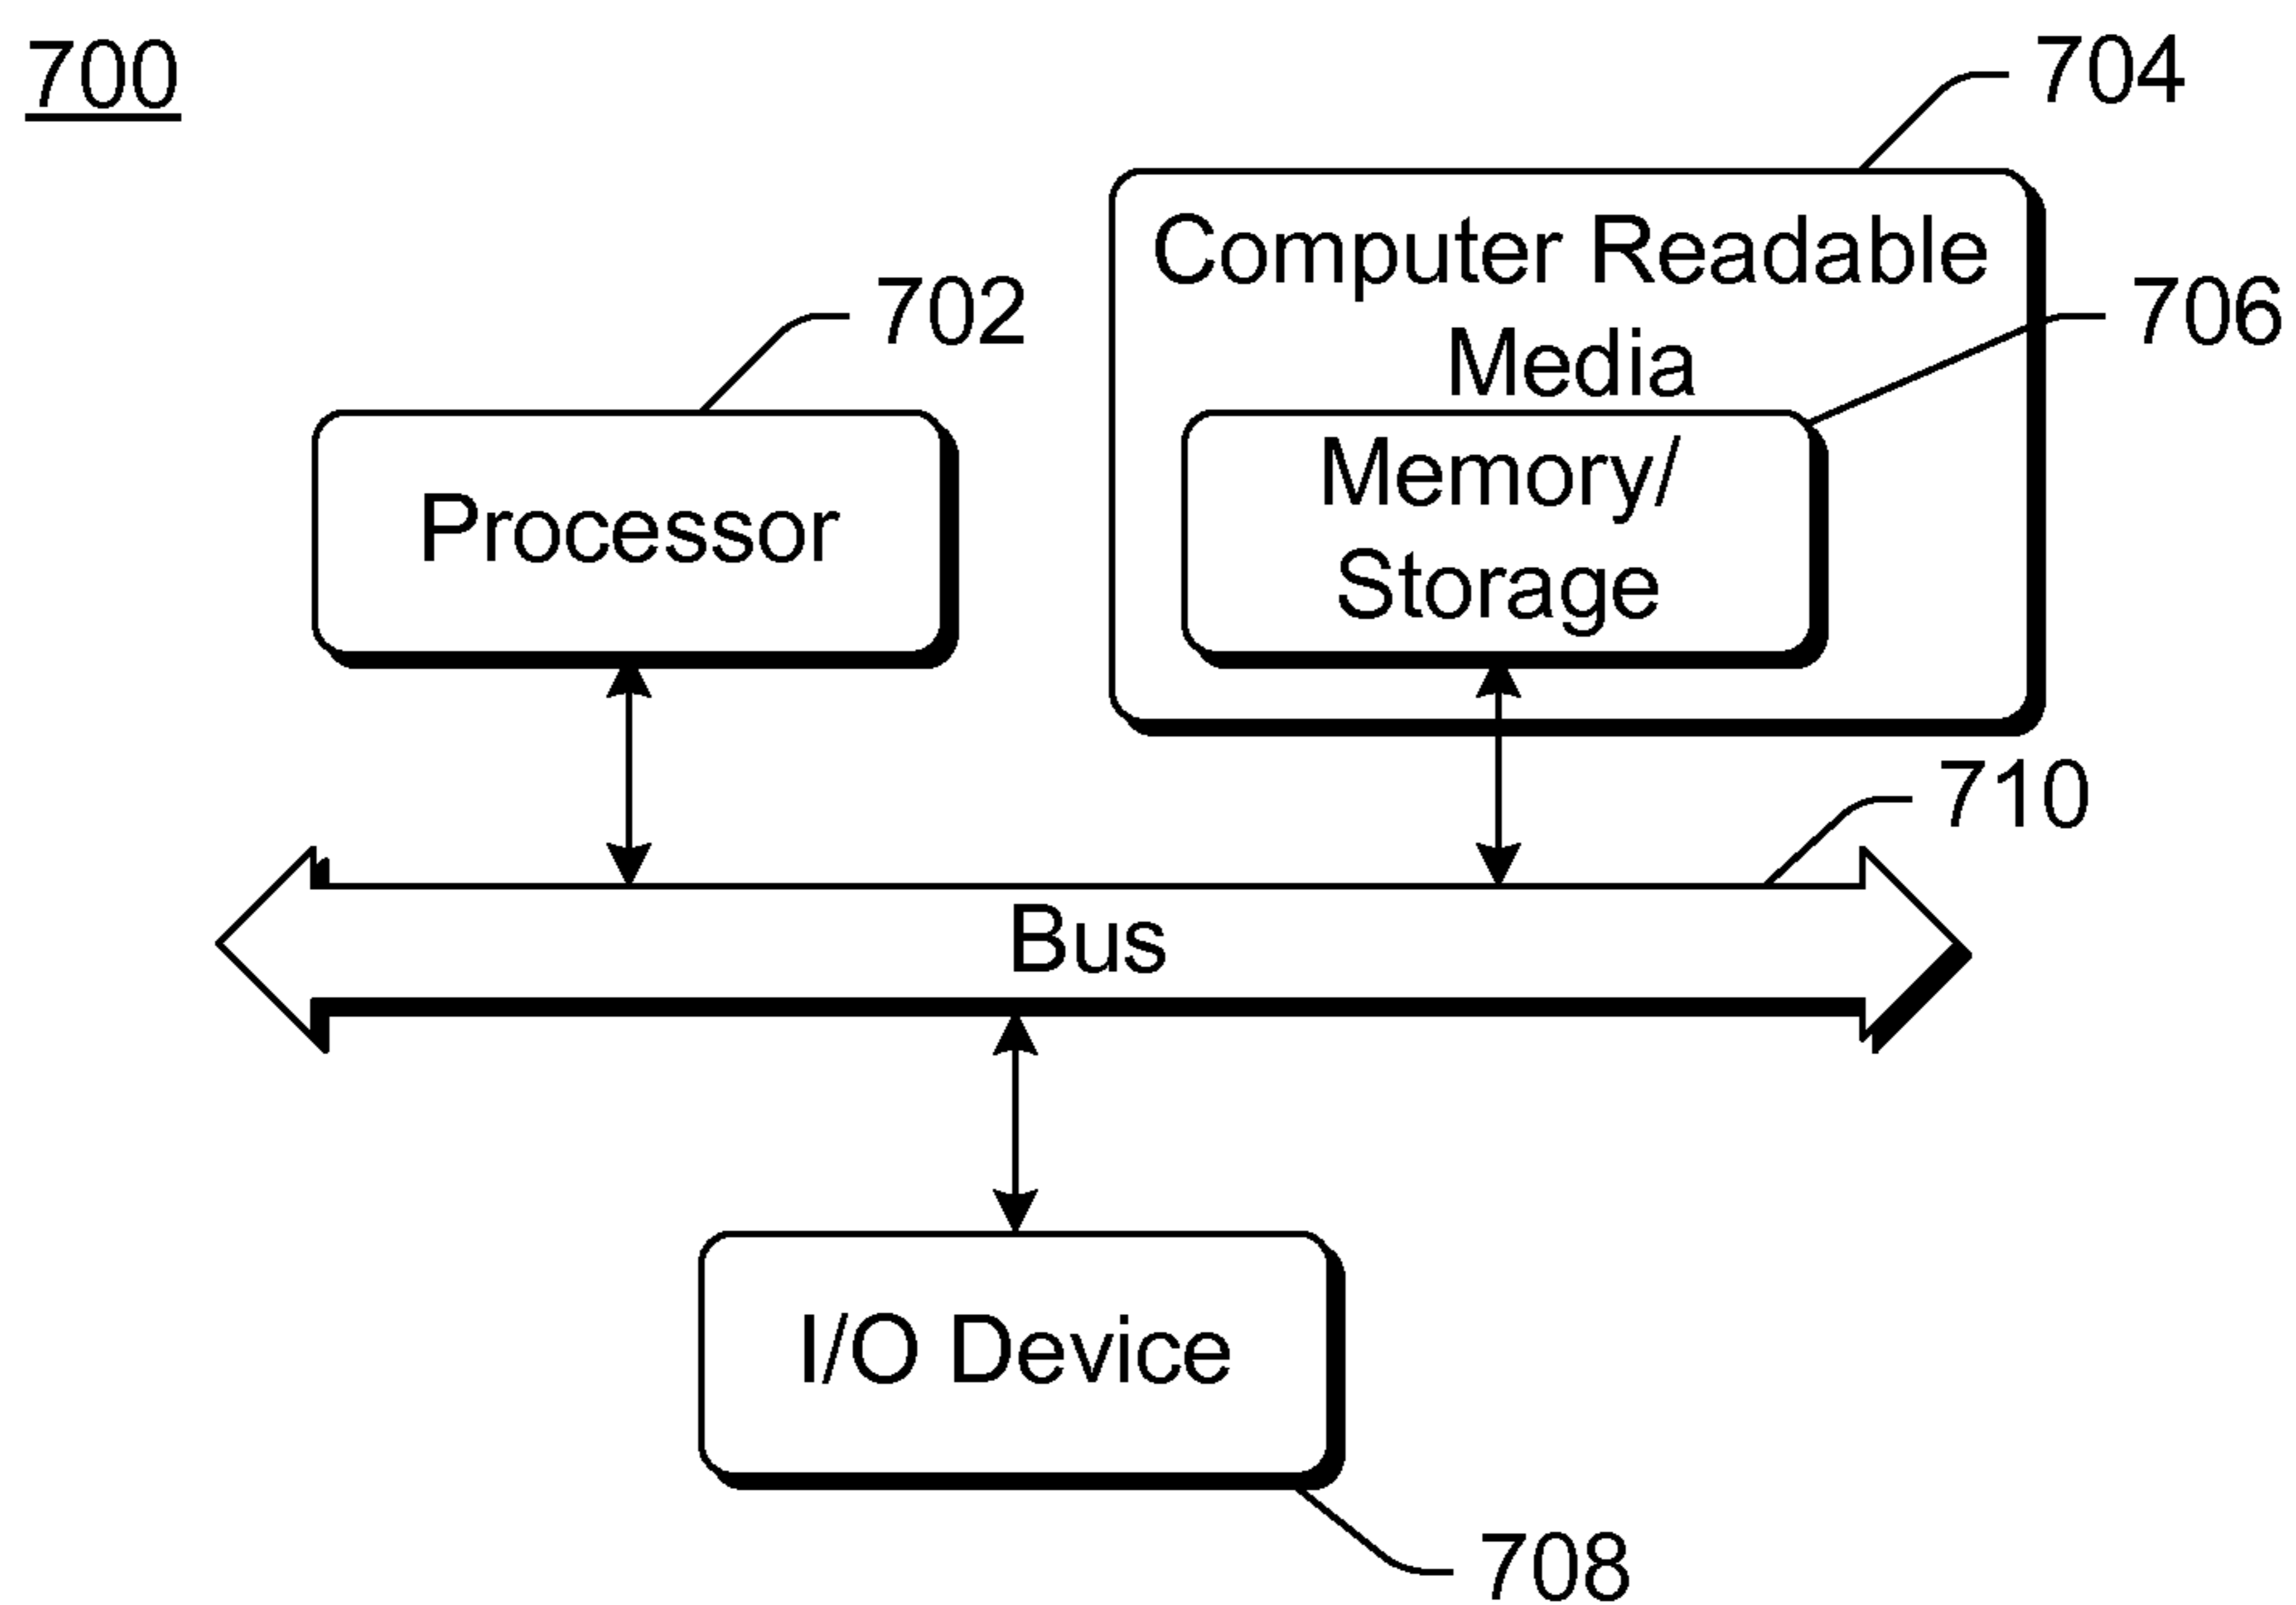 700
704
Computer Readable
Media
706
702
Processor
Memory/
Storage
710
Bus
I/O Device
708